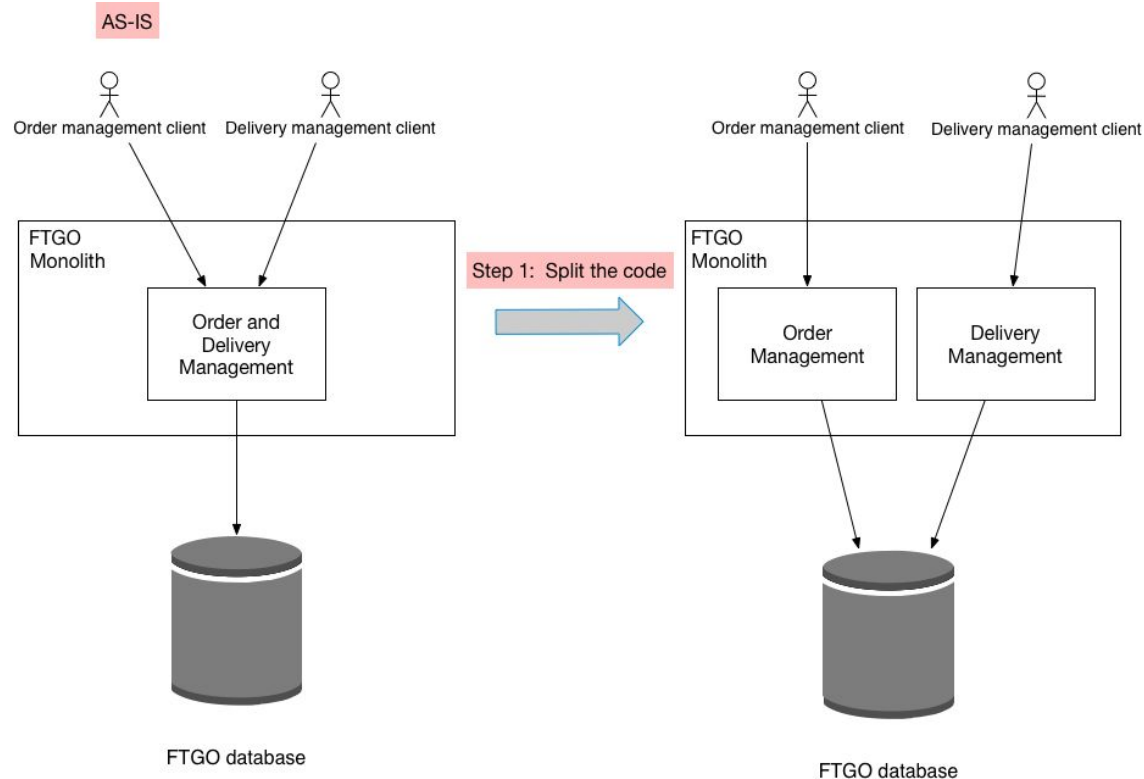 AS-IS
Order management client
Delivery management client
FTGO
Monolith
Order and
Delivery
Management
FTGO database
Step 1: Split the code
Order management client
Delivery management client
FTGO
Monolith
Order
Management
Delivery
Management
FTGO database